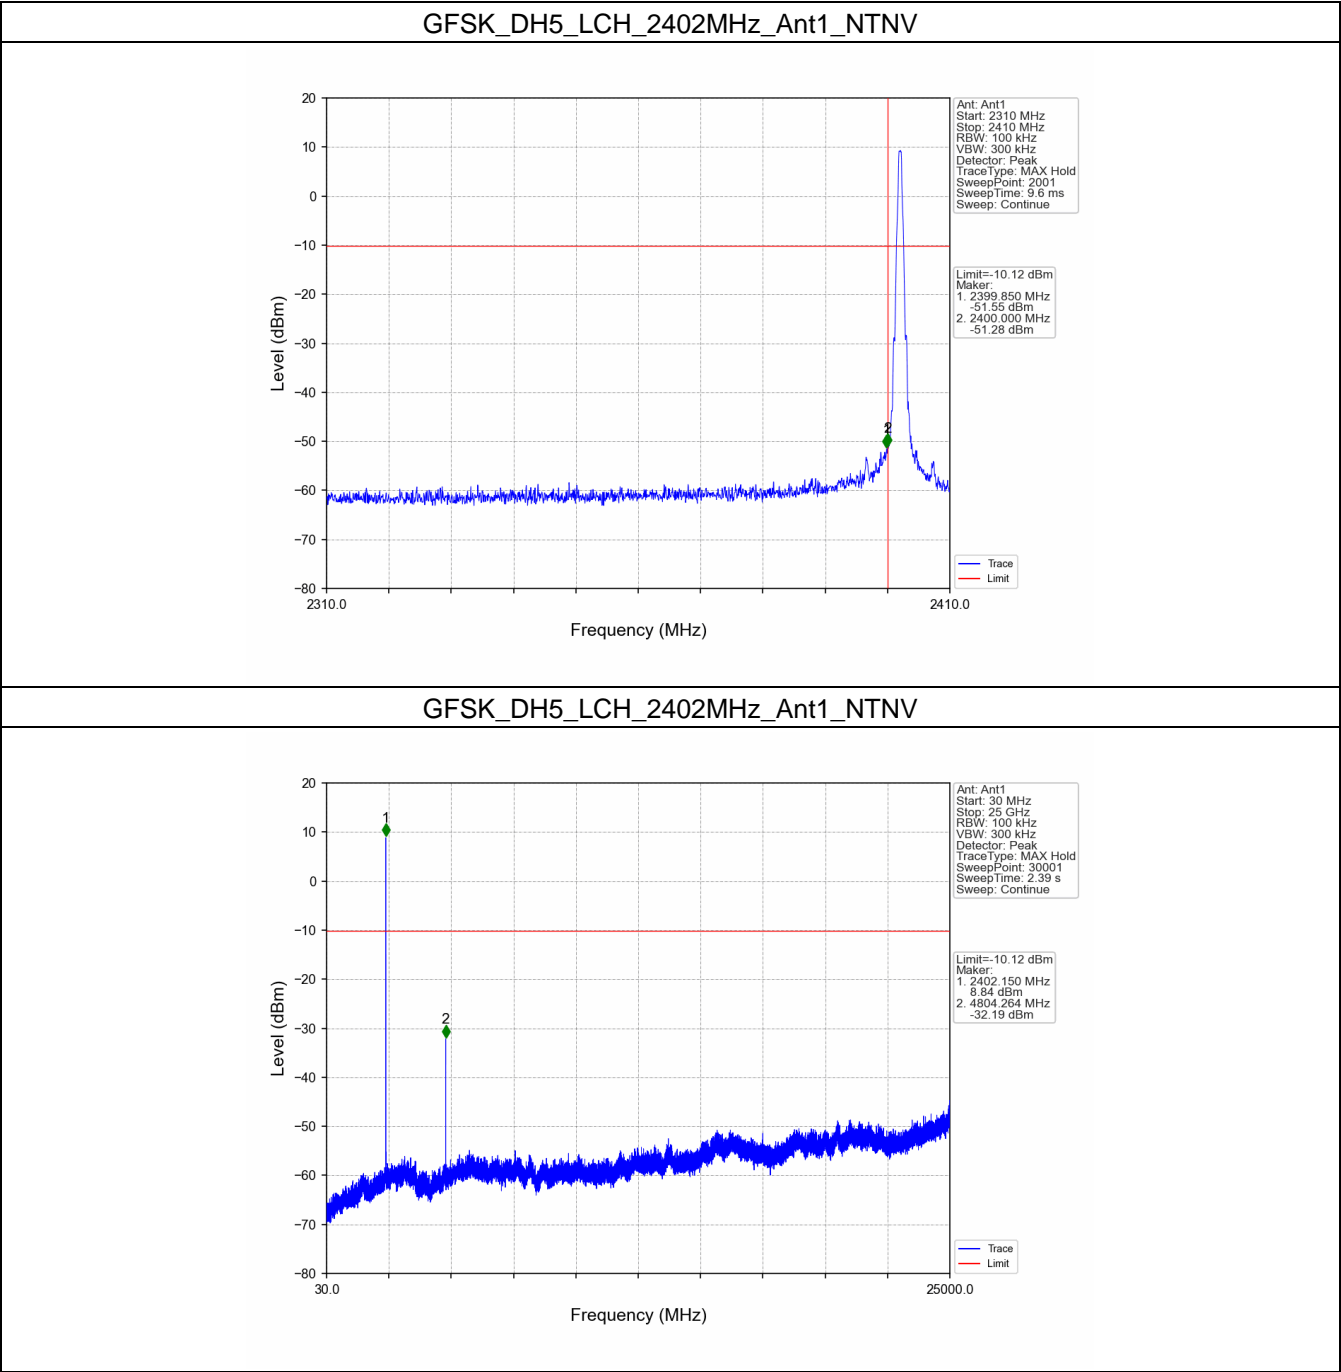 GFSK_DH5_LCH_2402MHz_Ant1_NTNV
20
10
0
−10
−20
−30
−40
−50
−60
−70
−80
Level (dBm)
2310.0
2410.0
Frequency (MHz)
2
Ant: Ant1
Start: 2310 MHz
Stop: 2410 MHz
RBW: 100 kHz
VBW: 300 kHz
Detector: Peak
TraceType: MAX Hold
SweepPoint: 2001
SweepTime: 9.6 ms
Sweep: Continue
Limit=-10.12 dBm
Maker:
1. 2399.850 MHz
-51.55 dBm
2. 2400.000 MHz
-51.28 dBm
Trace
Limit
GFSK_DH5_LCH_2402MHz_Ant1_NTNV
20
10
0
−10
−20
−30
−40
−50
−60
−70
−80
Level (dBm)
30.0
25000.0
Frequency (MHz)
1
2
Ant: Ant1
Start: 30 MHz
Stop: 25 GHz
RBW: 100 kHz
VBW: 300 kHz
Detector: Peak
TraceType: MAX Hold
SweepPoint: 30001
SweepTime: 2.39 s
Sweep: Continue
Limit=-10.12 dBm
Maker:
1. 2402.150 MHz
8.84 dBm
2. 4804.264 MHz
-32.19 dBm
Trace
Limit